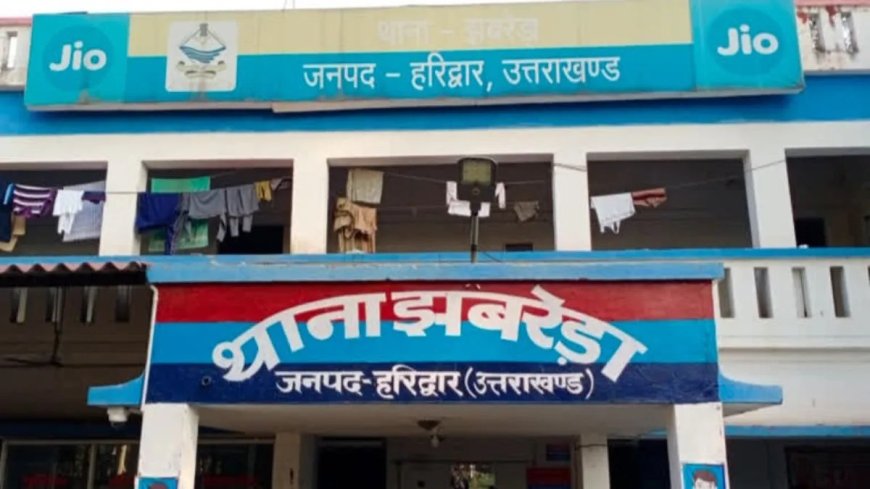 Jio
थाना - झबरेड़ा
Jio
जनपद - हरिद्वार, उत्तराखण्ड
थाना झबरेड़ा
जनपद-हरिद्वार (उत्तराखण्ड)